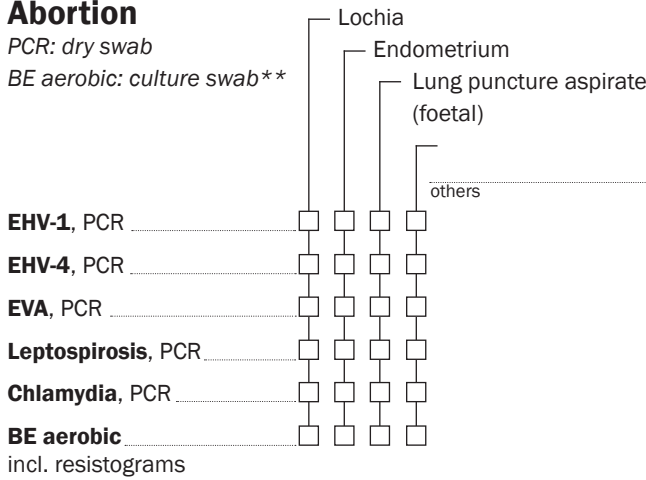 Abortion
PCR: dry swab
BE aerobic: culture swab**
Lochia
Endometrium
Lung puncture aspirate
(foetal)
others
EHV-1, PCR
EHV-4, PCR
EVA, PCR
Leptospirosis, PCR
Chlamydia, PCR
BE aerobic
incl. resistograms